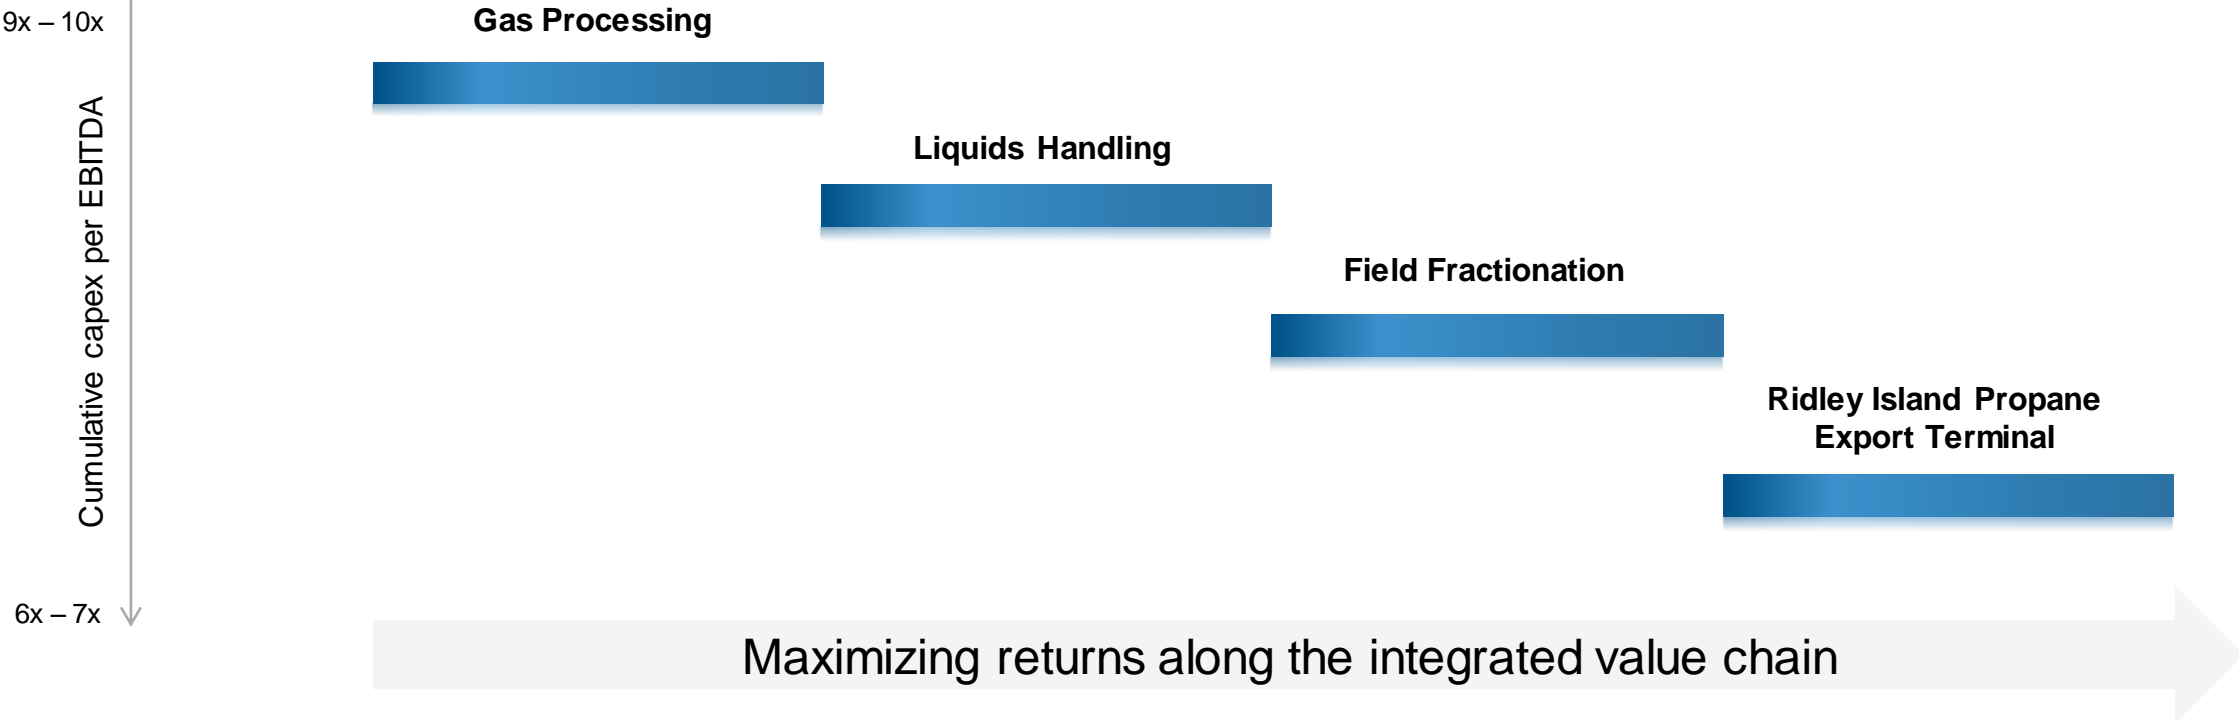 9x – 10x
Gas Processing
Liquids Handling
Field Fractionation
Ridley Island Propane
Export Terminal
Cumulative capex per EBITDA
6x – 7x
Maximizing returns along the integrated value chain